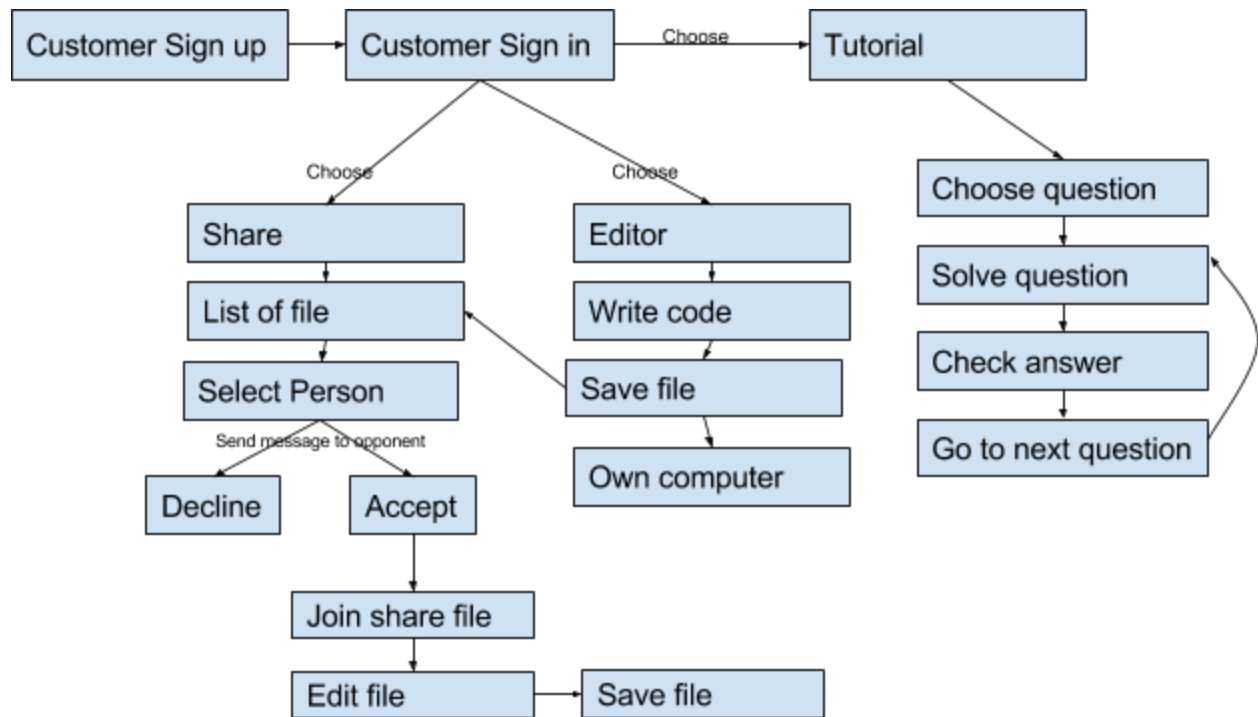 Customer Sign up
Customer Sign in
Choose
Tutorial
Choose
Choose
Choose question
Share
Editor
Solve question
List of file
Write code
Check answer
Select Person
Save file
Send message to opponent
Go to next question
Own computer
Decline
Accept
Join share file
Edit file
Save file